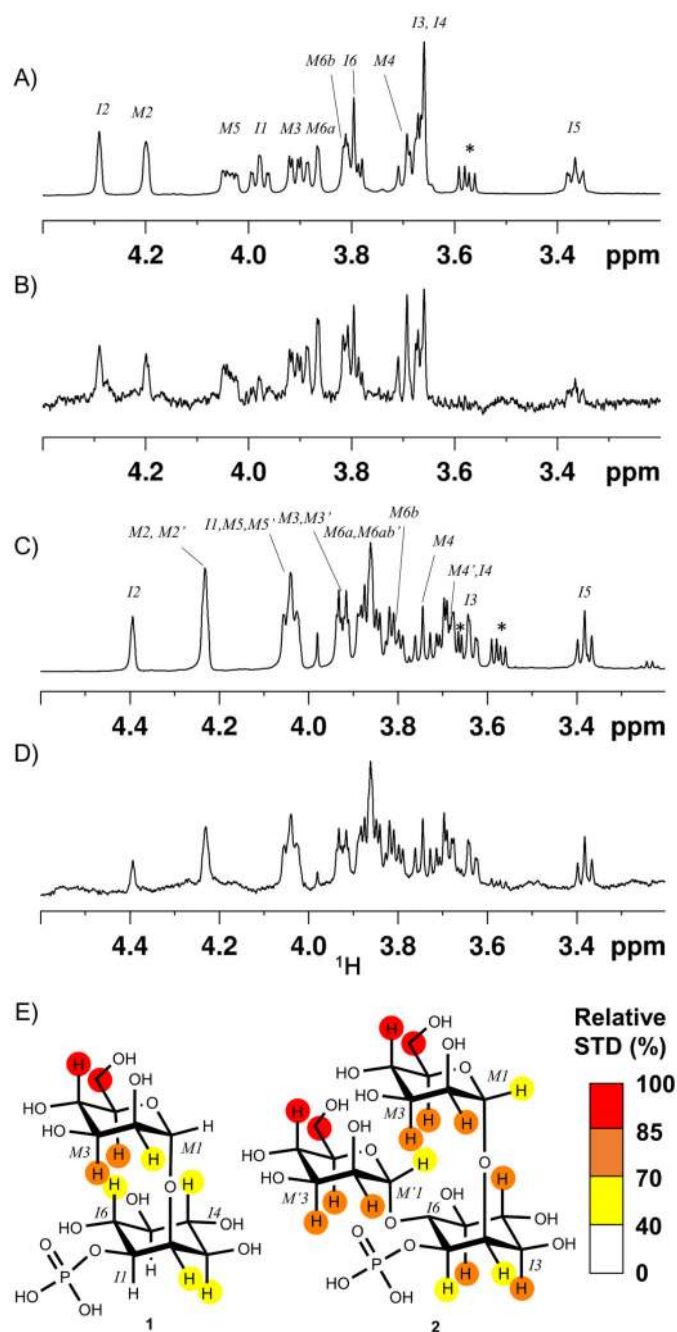 A)
I2 M2 M5 I1 M3 M6a M6b I6 M4 I3, I4 * I5
4.2 4.0 3.8 3.6 3.4 ppm
B)
4.2 4.0 3.8 3.6 3.4 ppm
C)
I2 M2, M2’ I1,M5,M5’ M3,M3’ M6a,M6ab’ M6b M4 M4’,I4 I3 * * I5
4.4 4.2 4.0 3.8 3.6 3.4 ppm
D)
4.4 4.2 4.0 3.8 3.6 3.4 ppm
¹H
E)
Relative
STD (%)
100
85
70
40
0
H OH
OH OH
O
HO
HO H
M3 H H H M1
O
H H
I6 I4
OH
HO OH
O
P O H H
HO I1 H H
OH
1
H OH
OH OH
O M1
HO H
HO
M3 H H H
H OH
OH OH
O
HO H
HO
M'3 H H H M'1
O
H
O I6 OH
OH
HO
O
P O
HO H H I3
OH H H
2